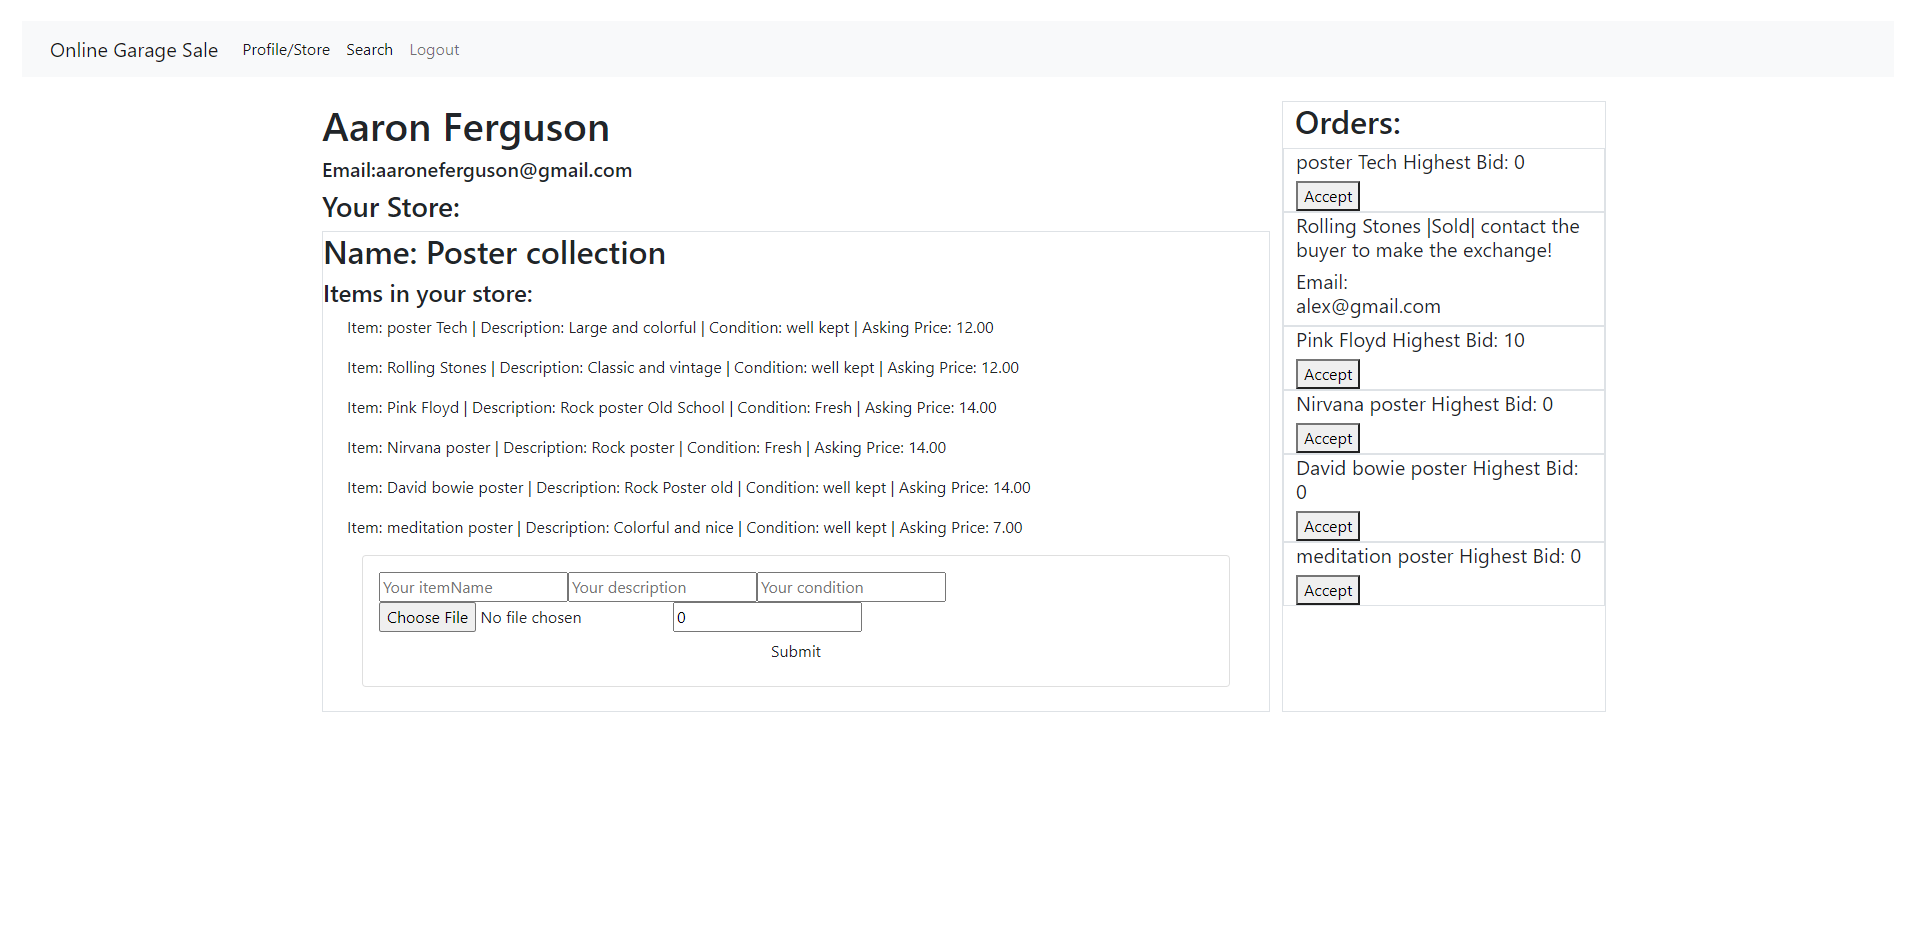 Online Garage Sale Profile/Store Search Logout
Aaron Ferguson
Email:aaroneferguson@gmail.com
Your Store:
Name: Poster collection
Items in your store:
Item: poster Tech | Description: Large and colorful | Condition: well kept | Asking Price: 12.00
Item: Rolling Stones | Description: Classic and vintage | Condition: well kept | Asking Price: 12.00
Item: Pink Floyd | Description: Rock poster Old School | Condition: Fresh | Asking Price: 14.00
Item: Nirvana poster | Description: Rock poster | Condition: Fresh | Asking Price: 14.00
Item: David bowie poster | Description: Rock Poster old | Condition: well kept | Asking Price: 14.00
Item: meditation poster | Description: Colorful and nice | Condition: well kept | Asking Price: 7.00
Your itemName Your description Your condition
Choose File No file chosen 0
Submit
Orders:
poster Tech Highest Bid: 0
Accept
Rolling Stones |Sold| contact the
buyer to make the exchange!
Email:
alex@gmail.com
Pink Floyd Highest Bid: 10
Accept
Nirvana poster Highest Bid: 0
Accept
David bowie poster Highest Bid:
0
Accept
meditation poster Highest Bid: 0
Accept